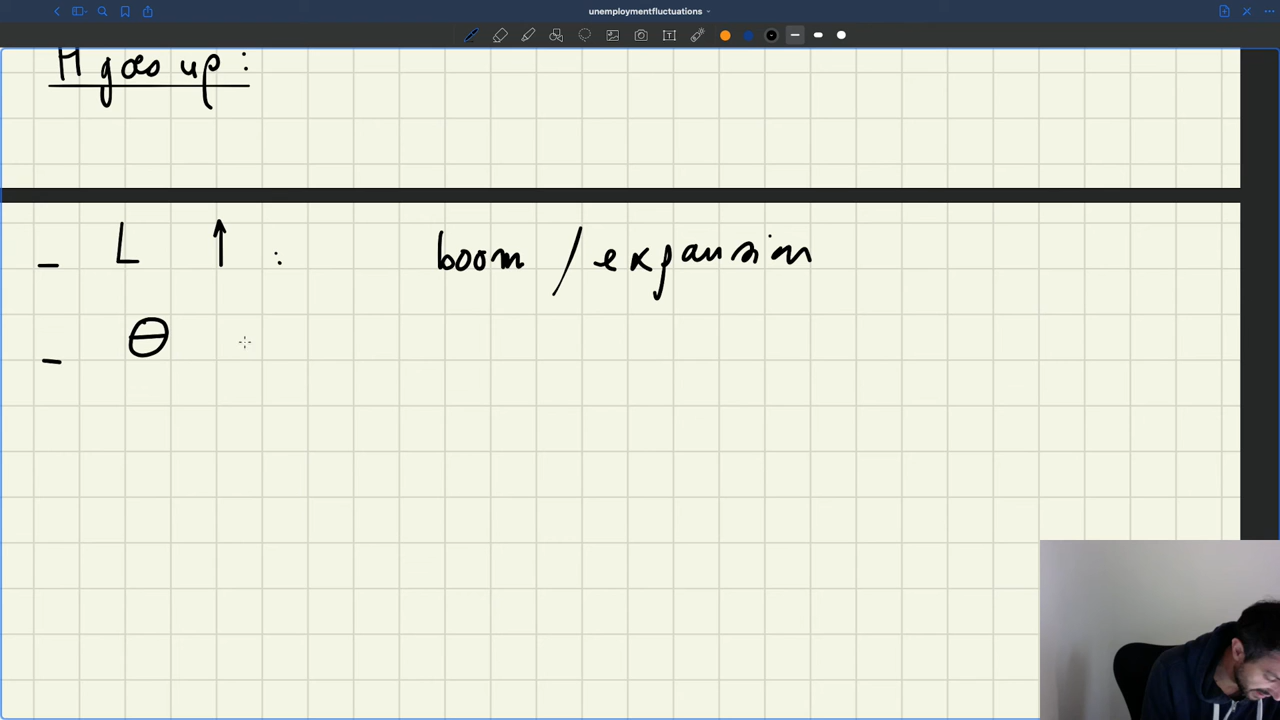 unemploymentfluctuations
H goes up :
- L ↑ : boom / expansion
- θ